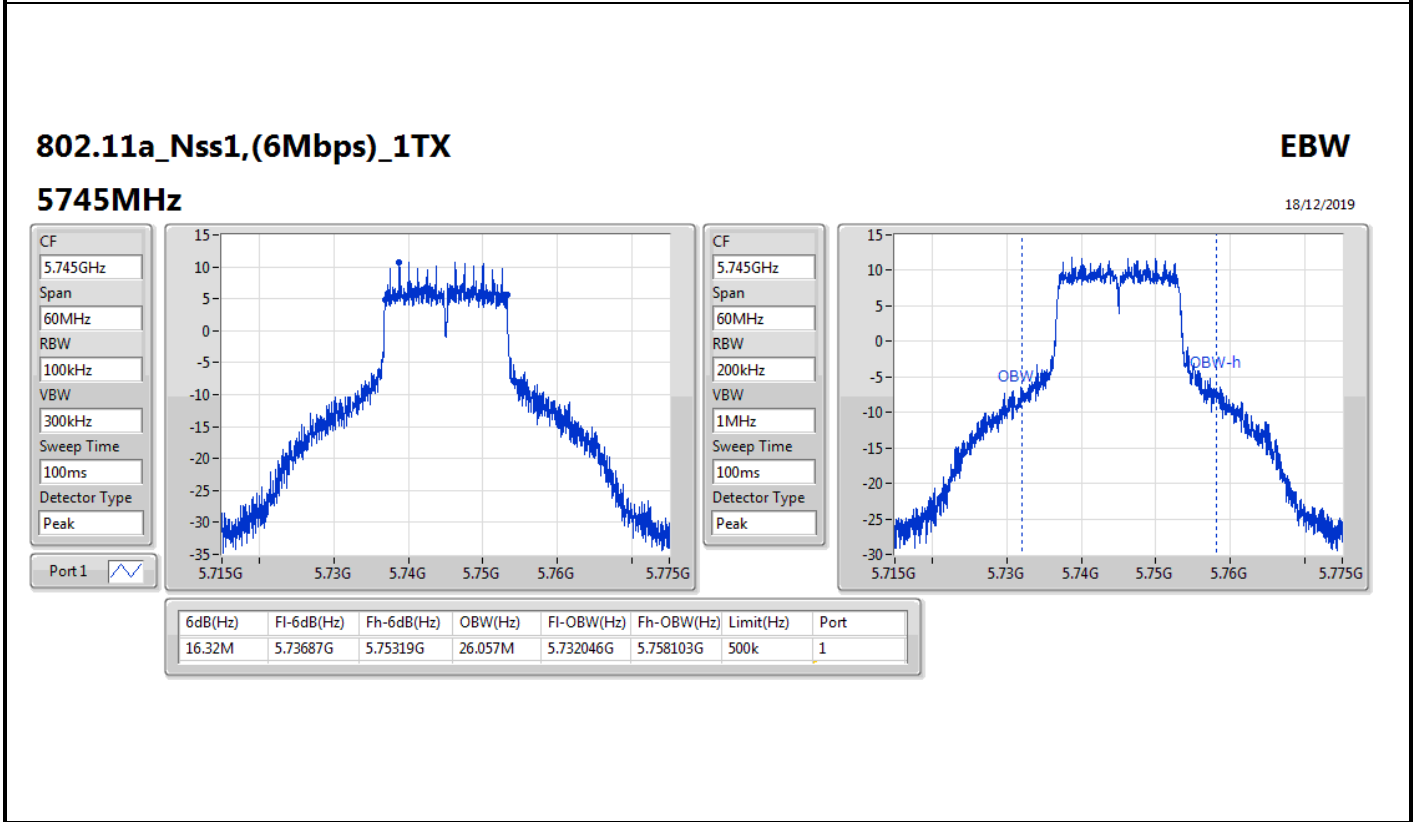 802.11a_Nss1,(6Mbps)_1TX
EBW
5745MHz
18/12/2019
CF
5.745GHz
Span
60MHz
RBW
100kHz
VBW
300kHz
Sweep Time
100ms
Detector Type
Peak
Port 1
15
10
5
0
-5
-10
-15
-20
-25
-30
-35
5.715G 5.73G 5.74G 5.75G 5.76G 5.775G
CF
5.745GHz
Span
60MHz
RBW
200kHz
VBW
1MHz
Sweep Time
100ms
Detector Type
Peak
15
10
5
0
-5
-10
-15
-20
-25
-30
OBW
OBW-h
5.715G 5.73G 5.74G 5.75G 5.76G 5.775G
6dB(Hz) Fl-6dB(Hz) Fh-6dB(Hz) OBW(Hz) Fl-OBW(Hz) Fh-OBW(Hz) Limit(Hz) Port
16.32M 5.73687G 5.75319G 26.057M 5.732046G 5.758103G 500k 1